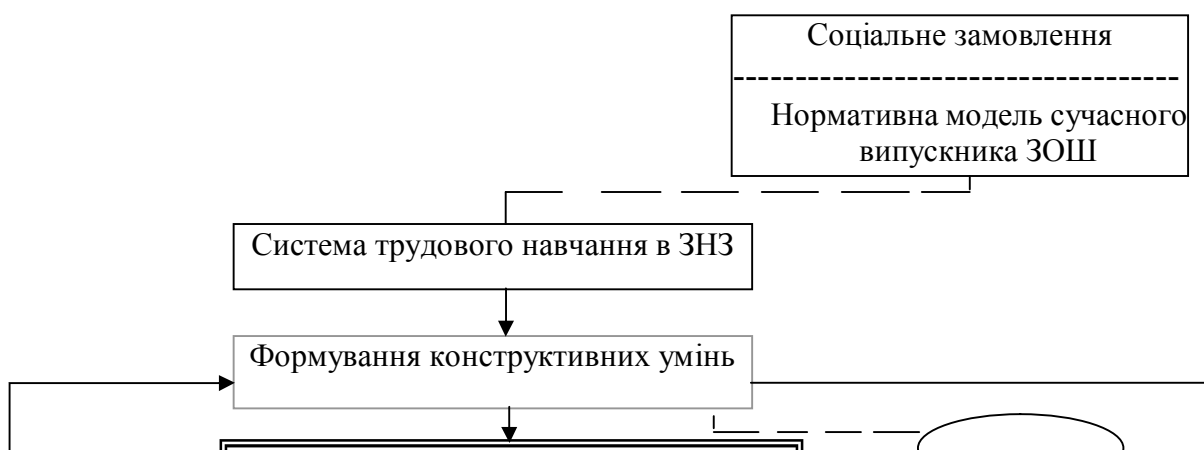 Соціальне замовлення
Нормативна модель сучасного
випускника ЗОШ
Система трудового навчання в ЗНЗ
Формування конструктивних умінь